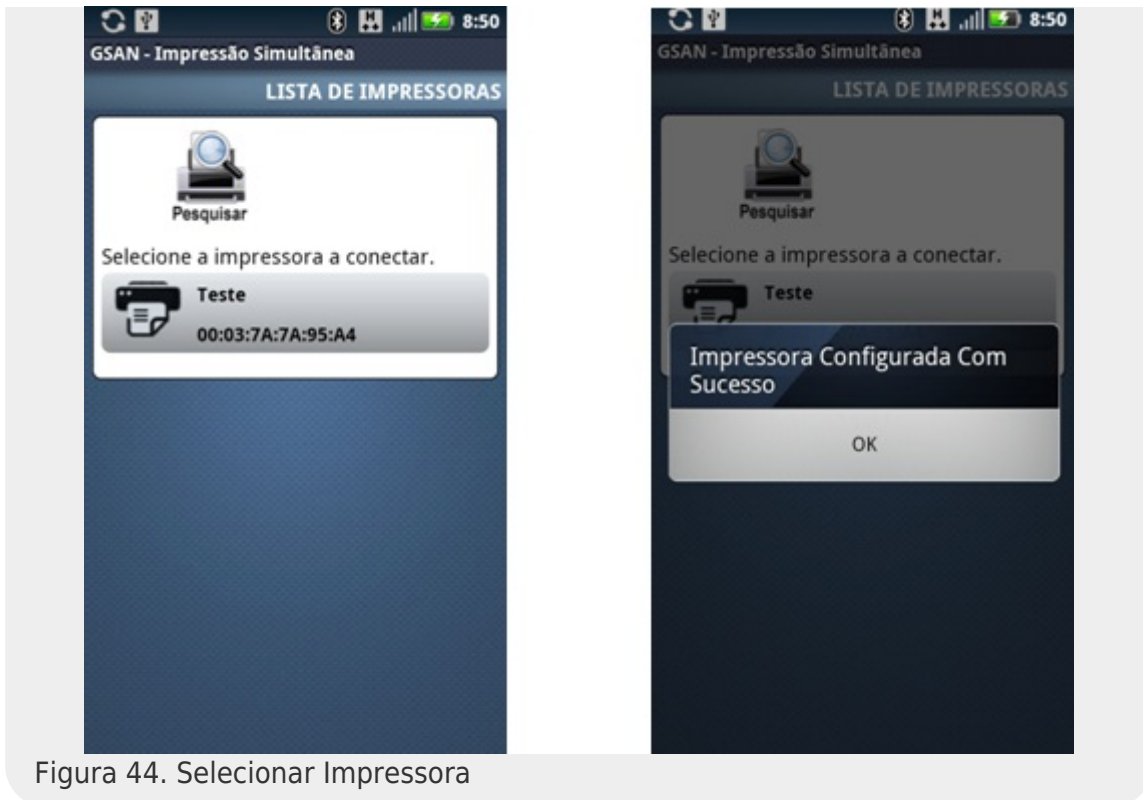 8:50
GSAN - Impressão Simultânea
LISTA DE IMPRESSORAS
Pesquisar
Selecione a impressora a conectar.
Teste
00:03:7A:7A:95:A4
8:50
GSAN - Impressão Simultânea
LISTA DE IMPRESSORAS
Pesquisar
Selecione a impressora a conectar.
Teste
Impressora Configurada Com
Sucesso
OK
Figura 44. Selecionar Impressora